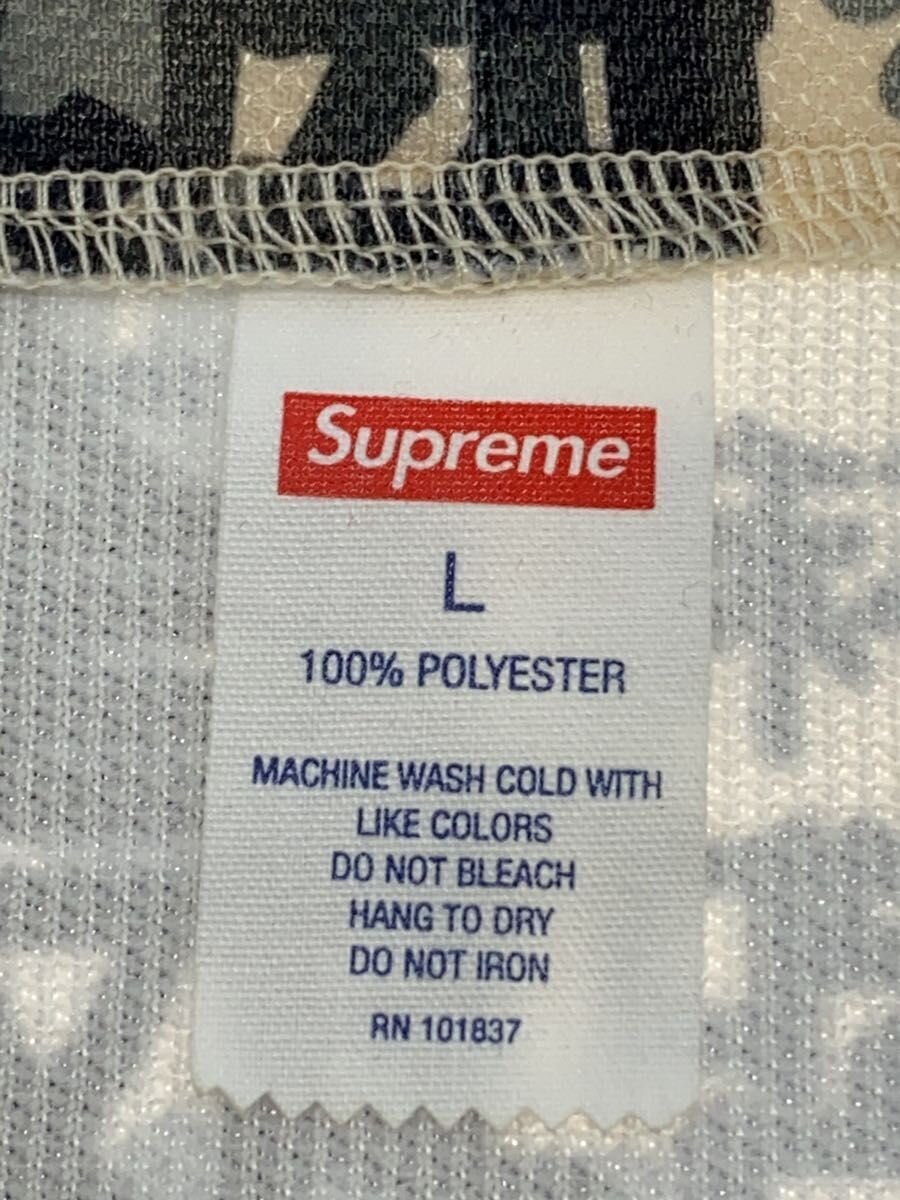 Supreme
L
100% POLYESTER
MACHINE WASH COLD WITH
LIKE COLORS
DO NOT BLEACH
HANG TO DRY
DO NOT IRON
RN 101837